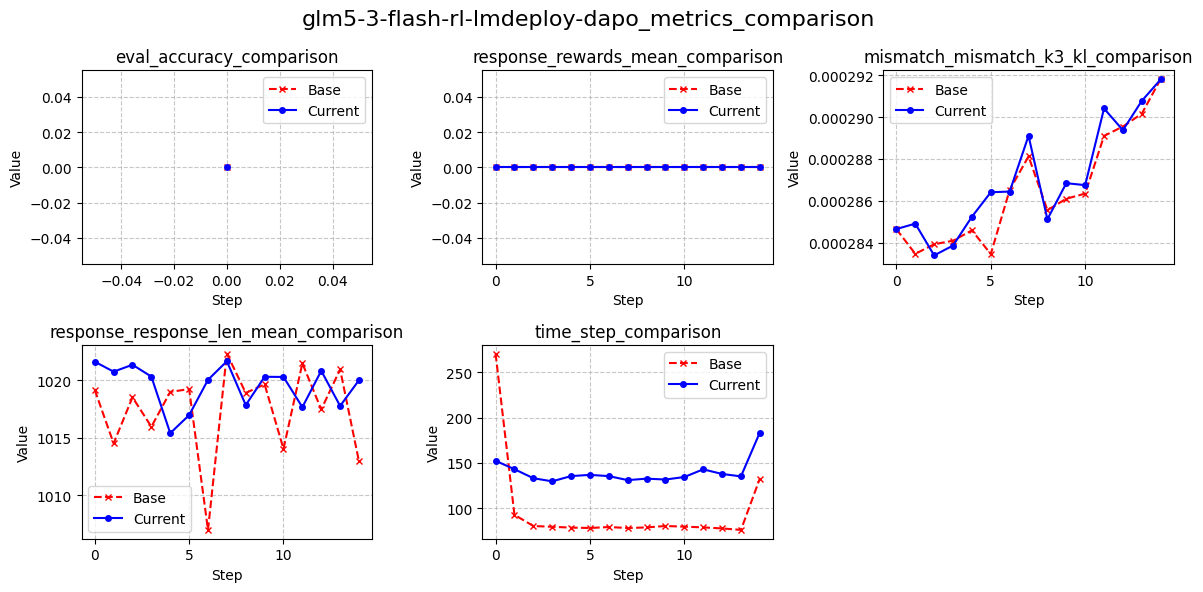 glm5-3-flash-rl-lmdeploy-dapo_metrics_comparison
eval_accuracy_comparison
0.04
0.02
0.00
−0.02
−0.04
Value
Base
Current
−0.04 −0.02 0.00 0.02 0.04
Step
response_rewards_mean_comparison
0.04
0.02
0.00
−0.02
−0.04
Value
Base
Current
0 5 10
Step
mismatch_mismatch_k3_kl_comparison
0.000292
0.000290
0.000288
0.000286
0.000284
Value
Base
Current
0 5 10
Step
response_response_len_mean_comparison
1020
1015
1010
Value
Base
Current
0 5 10
Step
time_step_comparison
250
200
150
100
Value
Base
Current
0 5 10
Step